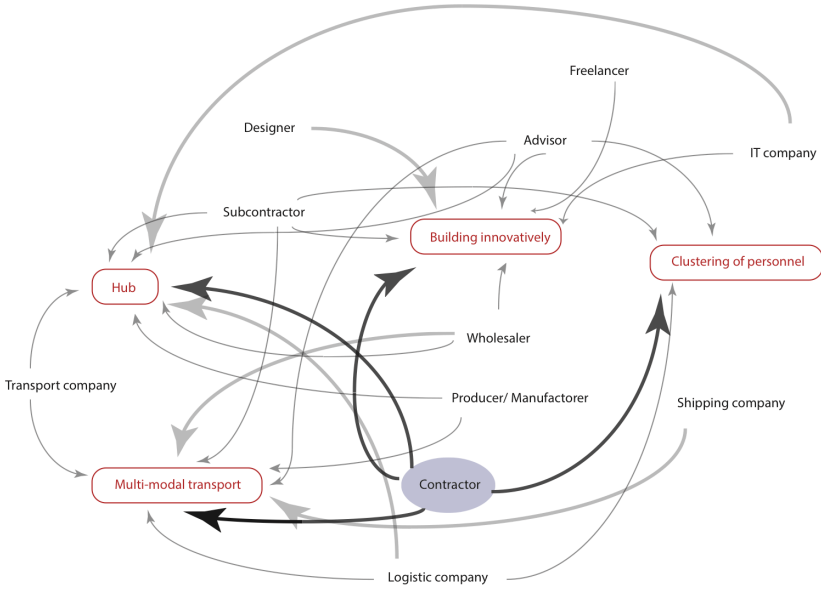 Freelancer
Designer
Advisor
IT company
Subcontractor
Building innovatively
Clustering of personnel
Hub
Wholesaler
Transport company
Producer/ Manufactorer
Shipping company
Multi-modal transport
Contractor
Logistic company